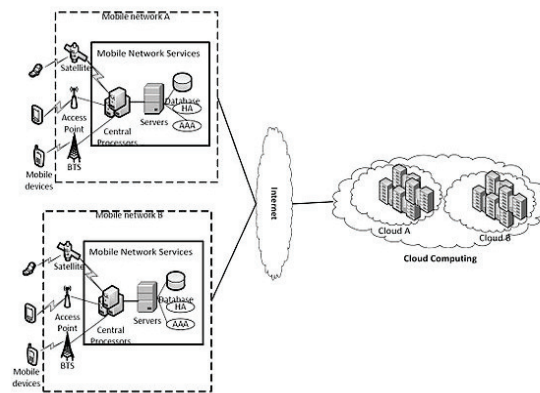 Mobile network A
Mobile Network Services
Satellite
Database
HA
AAA
Access
Point
Servers
Central
Processors
BTS
Mobile
devices
Mobile network B
Mobile Network Services
Satellite
Database
HA
AAA
Access
Point
Servers
Central
Processors
BTS
Mobile
devices
Internet
Cloud A
Cloud B
Cloud Computing